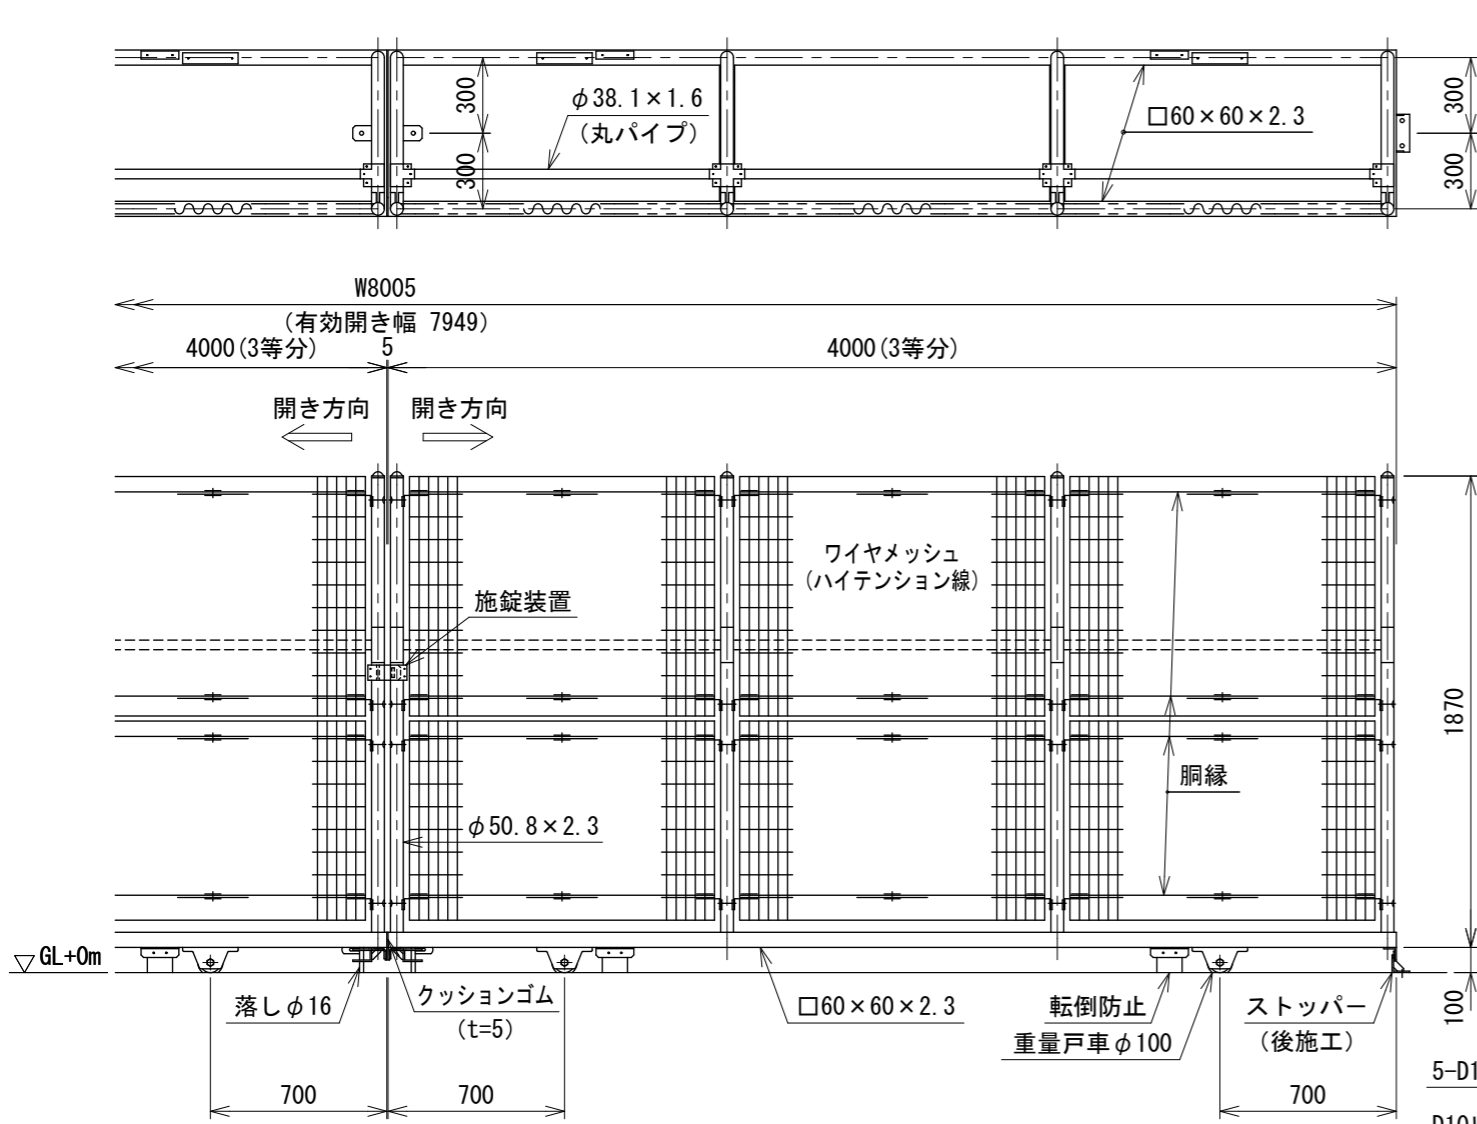 300
300
φ38.1×1.6
(丸パイプ)
□60×60×2.3
300
300
W8005
(有効開き幅 7949)
4000(3等分)
5
4000(3等分)
開き方向
開き方向
ワイヤメッシュ
(ハイテンション線)
施錠装置
1870
胴縁
φ50.8×2.3
▽GL+0m
落しφ16
クッションゴム
(t=5)
□60×60×2.3
転倒防止
重量戸車φ100
ストッパー
(後施工)
100
5-D1
700
700
700